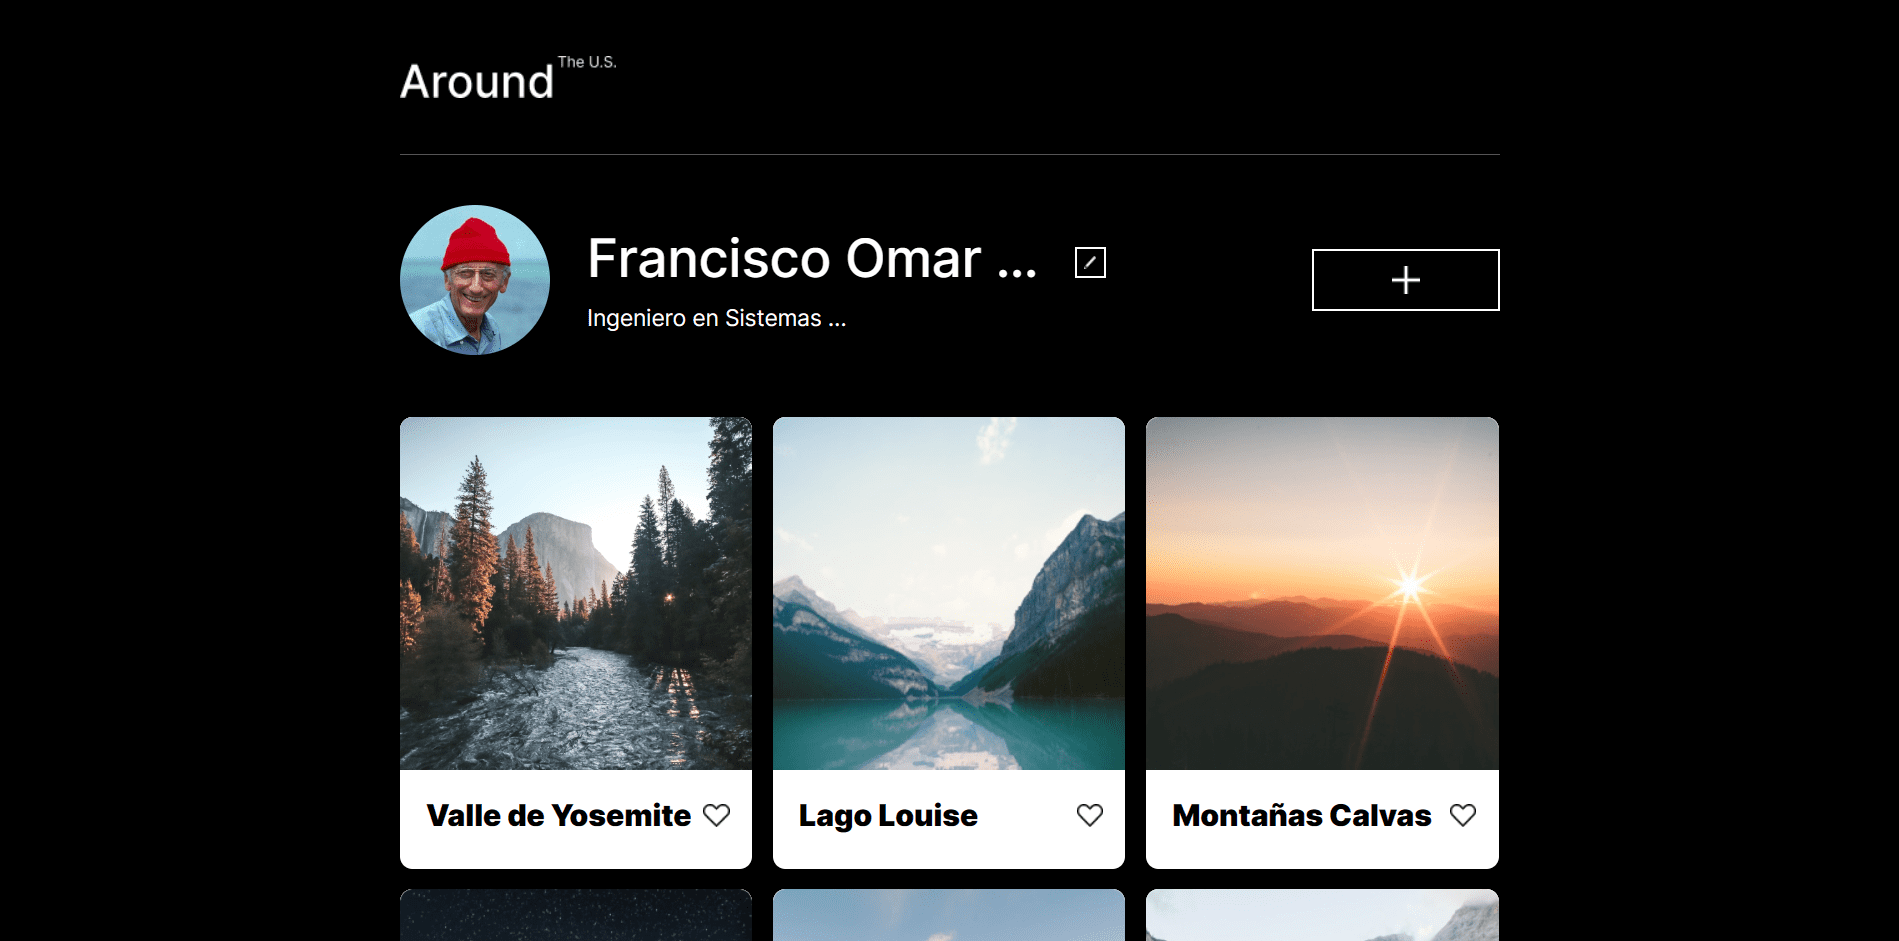 Around The U.S.
Francisco Omar ...
Ingeniero en Sistemas ...
Valle de Yosemite
Lago Louise
Montañas Calvas